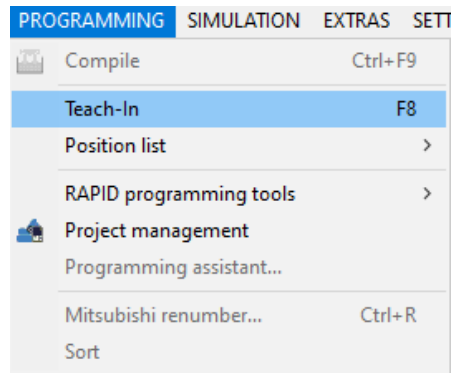 PROGRAMMING SIMULATION EXTRAS
Compile Ctrl+F9
Teach-In F8
Position list >
RAPID programming tools >
Project management
Programming assistant...
Mitsubishi renumber... Ctrl+R
Sort